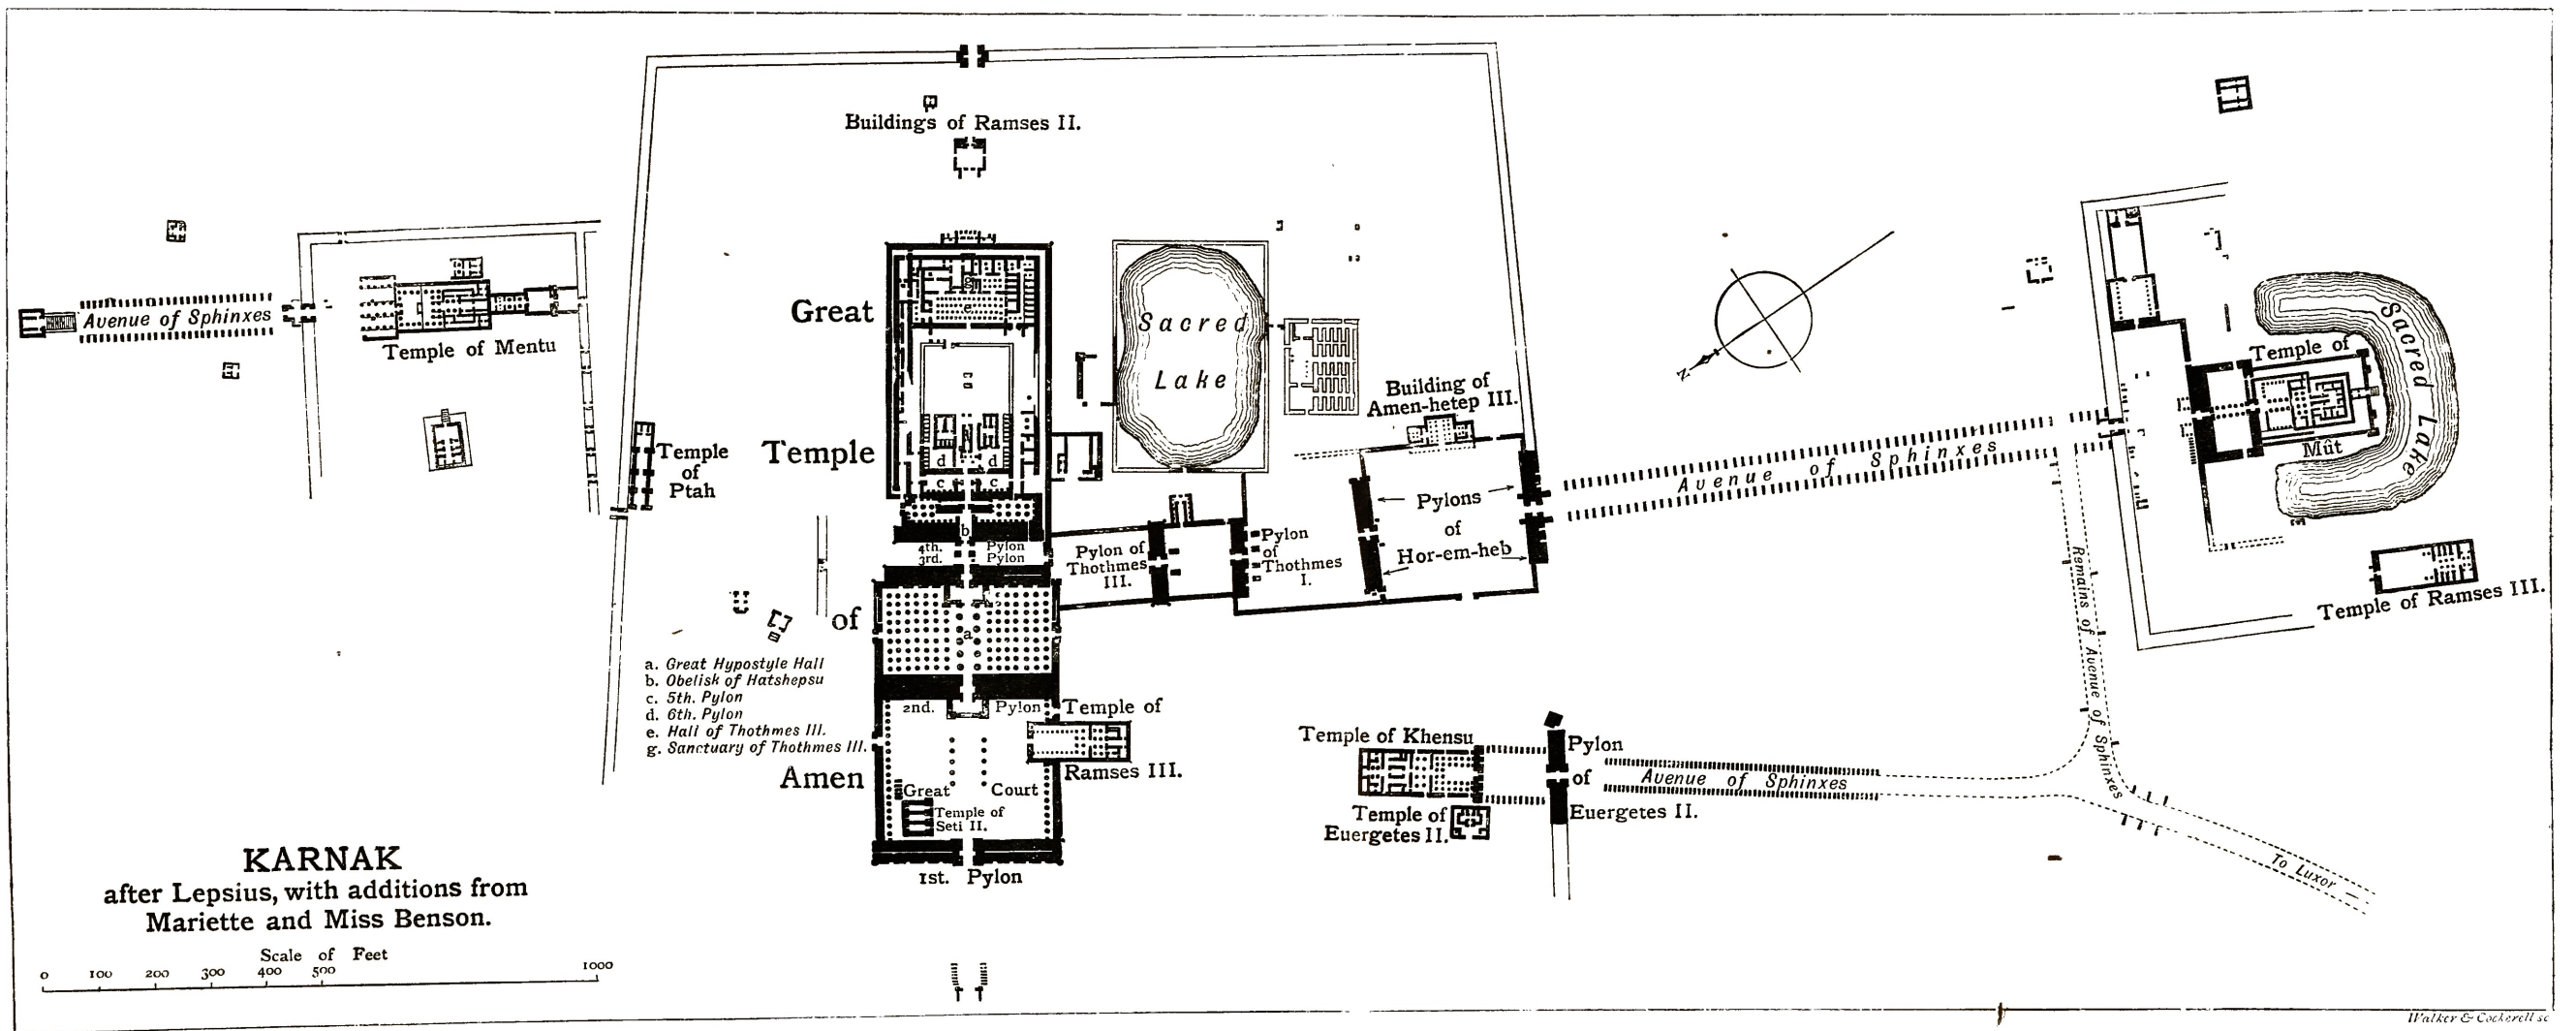 Buildings of Ramses II.
Avenue of Sphinxes
Temple of Mentu
Great
Temple
of
Amen
Sacred
Lake
g
e
d d
c c
b
4th. Pylon
3rd. Pylon
a
Temple
of
Ptah
Building of
Amen-hetep III.
Pylons
of
Hor-em-heb
Pylon of
Thothmes
III.
Pylon
of
Thothmes
I.
N
Avenue of Sphinxes
Temple of
Mût
Sacred Lake
Temple of Ramses III.
Remains of Avenue of Sphinxes
To Luxor
a. Great Hypostyle Hall
b. Obelisk of Hatshepsu
c. 5th. Pylon
d. 6th. Pylon
e. Hall of Thothmes III.
g. Sanctuary of Thothmes III.
2nd. Pylon
Temple of
Ramses III.
Great Court
Temple of
Seti II.
1st. Pylon
Temple of Khensu
Temple of
Euergetes II.
Pylon
of
Euergetes II.
Avenue of Sphinxes
KARNAK
after Lepsius, with additions from
Mariette and Miss Benson.
Scale of Feet
0 100 200 300 400 500 1000
Walker & Cockerell sc